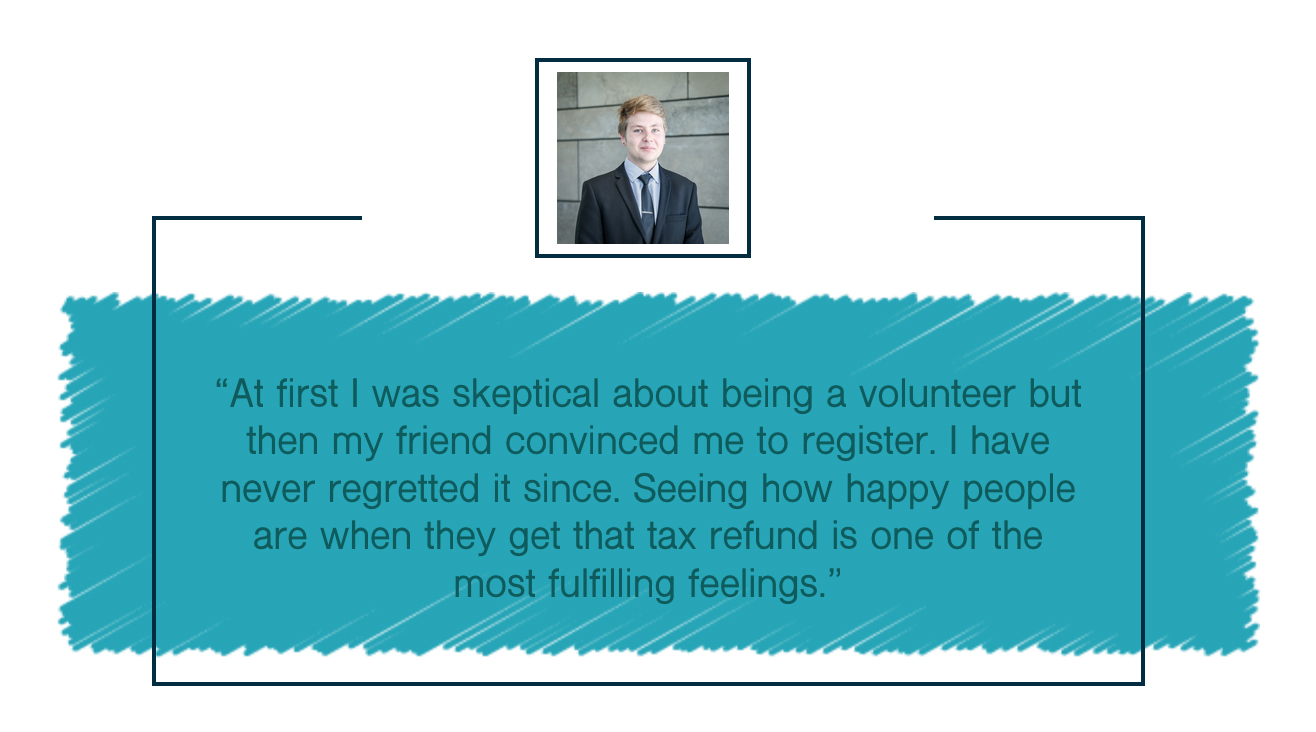 “At first I was skeptical about being a volunteer but
then my friend convinced me to register. I have
never regretted it since. Seeing how happy people
are when they get that tax refund is one of the
most fulfilling feelings.”